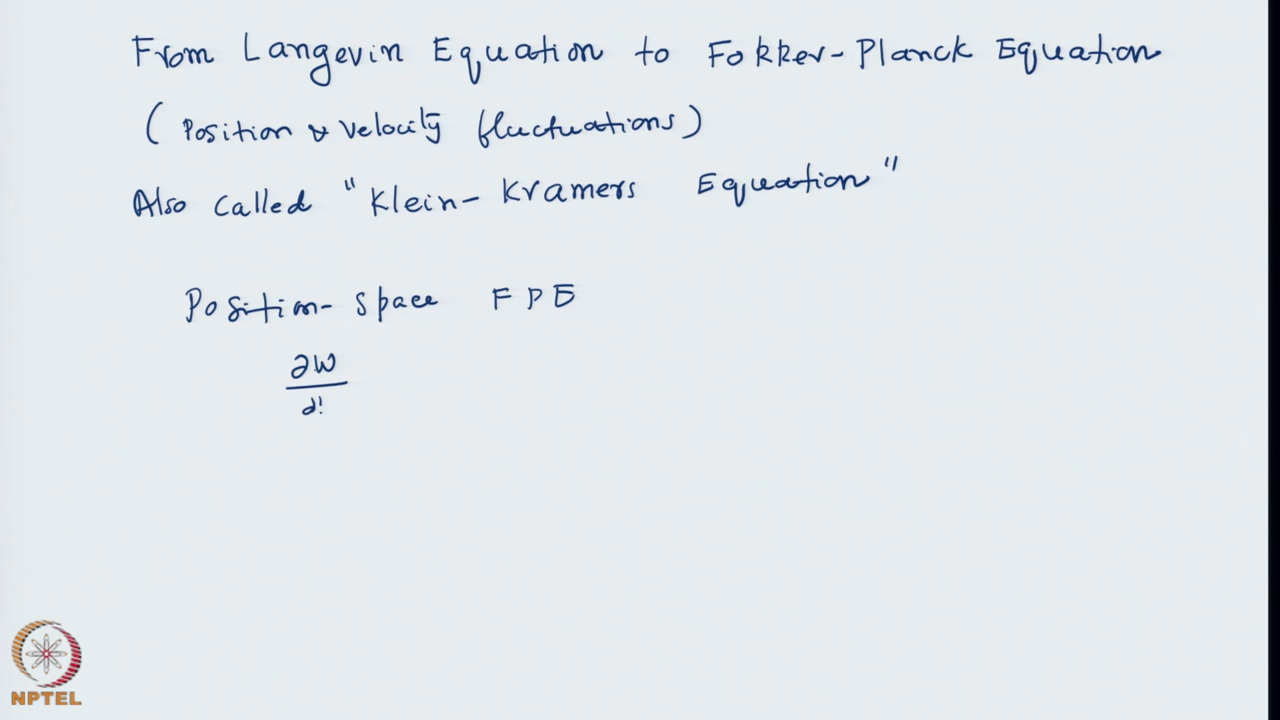 From Langevin Equation to Fokker-Planck Equation
(Position & Velocity fluctuations)
Also called "Klein-Kramers Equation"
Position-space FPE
∂W
∂
NPTEL